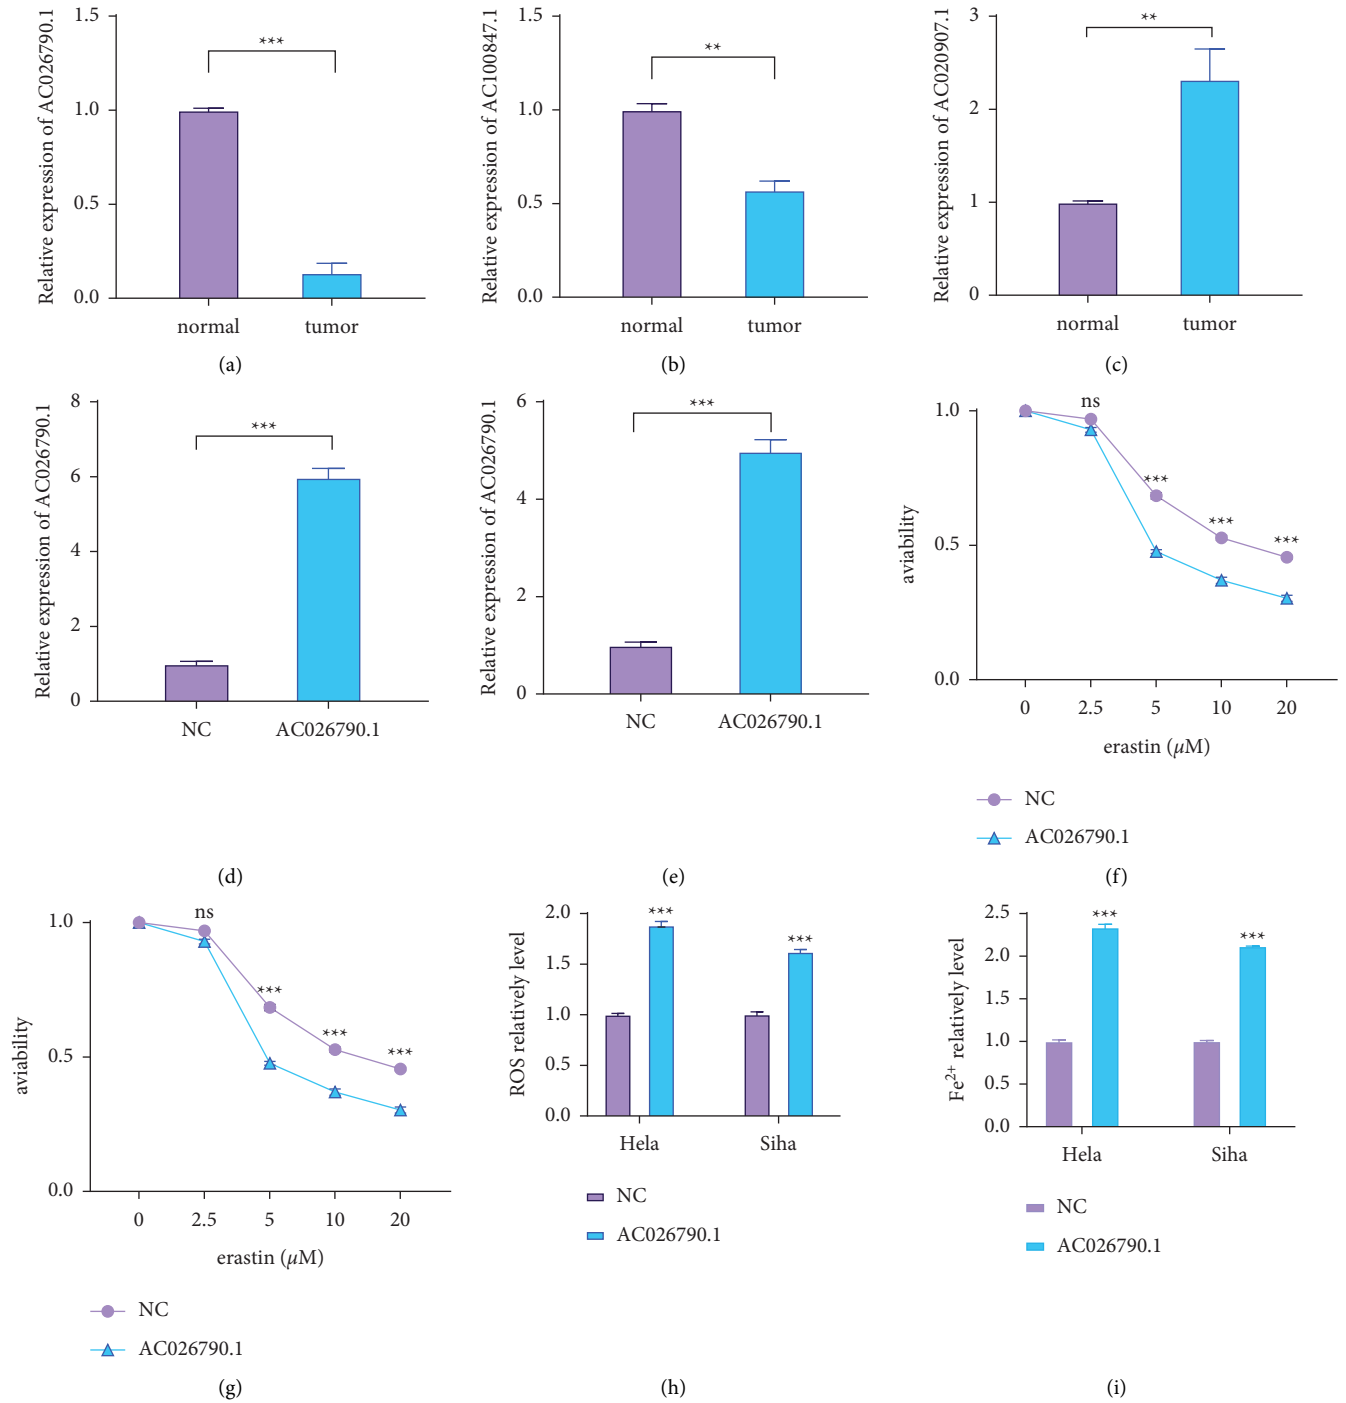 Relative expression of AC026790.1
1.5
1.0
0.5
0.0
***
normal
tumor
(a)
Relative expression of AC100847.1
1.5
1.0
0.5
0.0
**
normal
tumor
(b)
Relative expression of AC020907.1
3
2
1
0
**
normal
tumor
(c)
Relative expression of AC026790.1
8
6
4
2
0
***
NC
AC026790.1
(d)
Relative expression of AC026790.1
6
4
2
0
***
NC
AC026790.1
(e)
aviability
1.0
0.5
0.0
ns
***
***
***
0 2.5 5 10 20
erastin (μM)
NC
AC026790.1
(f)
aviability
1.0
0.5
0.0
ns
***
***
***
0 2.5 5 10 20
erastin (μM)
NC
AC026790.1
(g)
ROS relatively level
2.0
1.5
1.0
0.5
0.0
***
***
Hela
Siha
NC
AC026790.1
(h)
Fe2+ relatively level
2.5
2.0
1.5
1.0
0.5
0.0
***
***
Hela
Siha
NC
AC026790.1
(i)